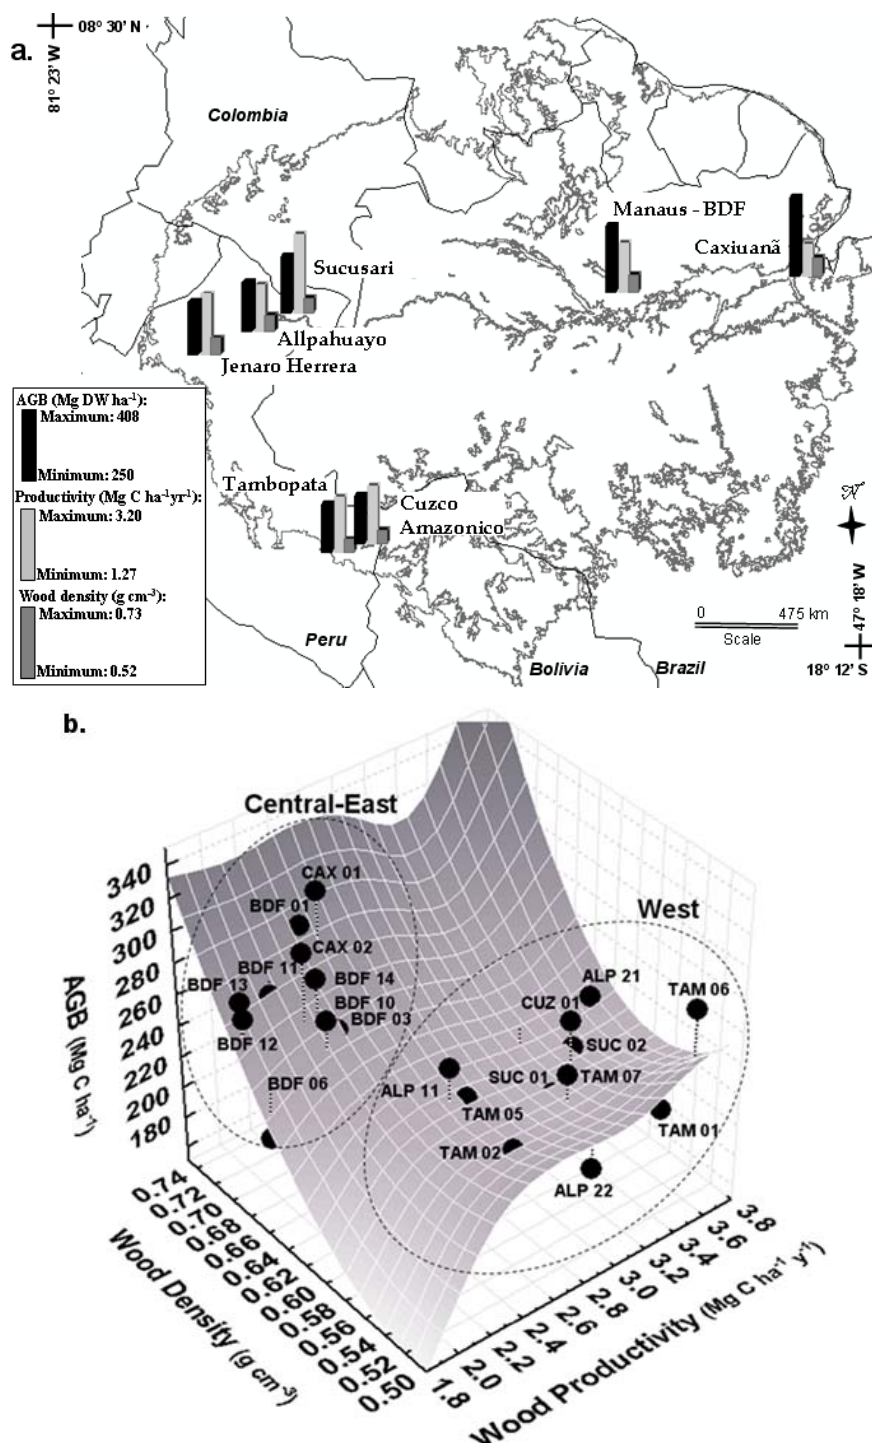 a.
08° 30' N
81° 23' W
Colombia
Manaus - BDF
Caxiuanã
Sucusari
Allpahuayo
Jenaro Herrera
AGB (Mg DW ha-1):
Maximum: 408
Minimum: 250
Productivity (Mg C ha-1yr1):
Maximum: 3.20
Minimum: 1.27
Wood density (g cm-3):
Maximum: 0.73
Minimum: 0.52
Tambopata
Cuzco
Amazonico
N
0 475 km
Scale
47° 18' W
18° 12' S
Peru
Bolivia
Brazil
b.
Central-East
West
CAX 01
BDF 01
CAX 02
BDF 11
BDF 13
BDF 14
BDF 10
BDF 03
BDF 12
BDF 06
ALP 21
TAM 06
CUZ 01
SUC 02
SUC 01
TAM 07
ALP 11
TAM 05
TAM 01
TAM 02
ALP 22
AGB (Mg C ha-1)
340
320
300
280
260
240
220
200
180
0.74
0.72
0.70
0.68
0.66
0.64
0.62
0.60
0.58
0.56
0.54
0.52
0.50
Wood Density (g cm-3)
1.8
2.0
2.2
2.4
2.6
2.8
3.0
3.2
3.4
3.6
3.8
Wood Productivity (Mg C ha-1 y-1)